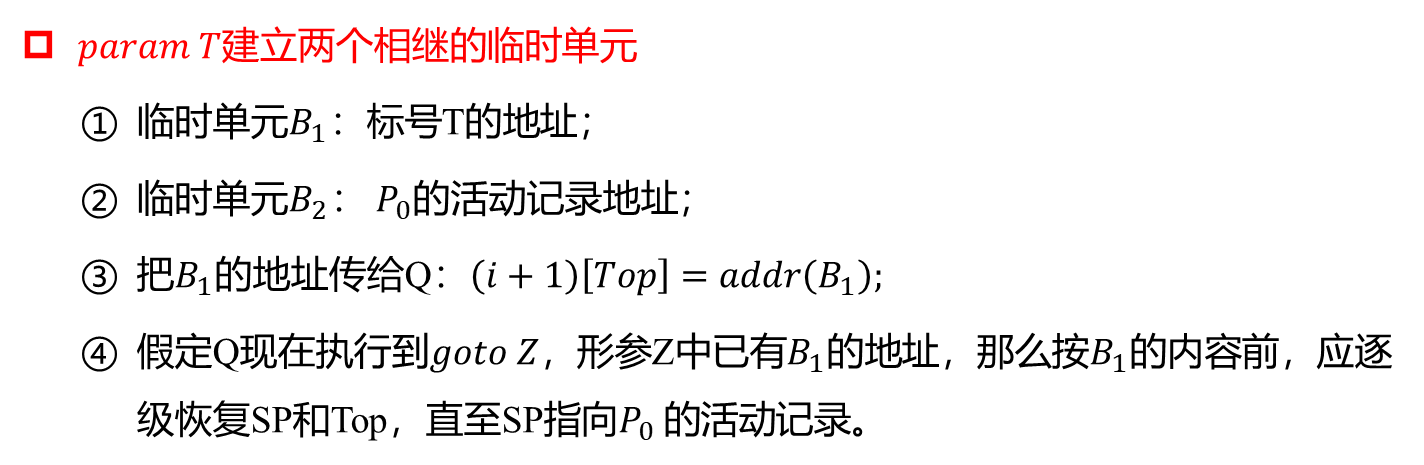 param T建立两个相继的临时单元
① 临时单元B₁：标号T的地址；
② 临时单元B₂： P₀的活动记录地址；
③ 把B₁的地址传给Q：(i + 1)[Top] = addr(B₁);
④ 假定Q现在执行到goto Z，形参Z中已有B₁的地址，那么按B₁的内容前，应逐
级恢复SP和Top，直至SP指向P₀ 的活动记录。